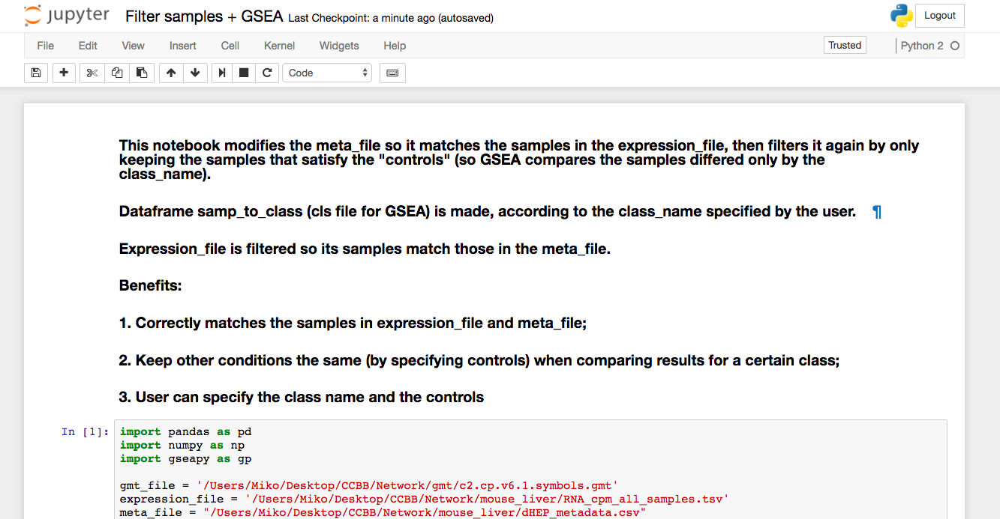 jupyter Filter samples + GSEA Last Checkpoint: a minute ago (autosaved) Logout
File Edit View Insert Cell Kernel Widgets Help Trusted Python 2
Code
This notebook modifies the meta_file so it matches the samples in the expression_file, then filters it again by only
keeping the samples that satisfy the "controls" (so GSEA compares the samples differed only by the
class_name).
Dataframe samp_to_class (cls file for GSEA) is made, according to the class_name specified by the user. ¶
Expression_file is filtered so its samples match those in the meta_file.
Benefits:
1. Correctly matches the samples in expression_file and meta_file;
2. Keep other conditions the same (by specifying controls) when comparing results for a certain class;
3. User can specify the class name and the controls
In [1]: import pandas as pd
import numpy as np
import gseapy as gp
gmt_file = '/Users/Miko/Desktop/CCBB/Network/gmt/c2.cp.v6.1.symbols.gmt'
expression_file = '/Users/Miko/Desktop/CCBB/Network/mouse_liver/RNA_cpm_all_samples.tsv'
meta_file = "/Users/Miko/Desktop/CCBB/Network/mouse_liver/dHEP_metadata.csv"